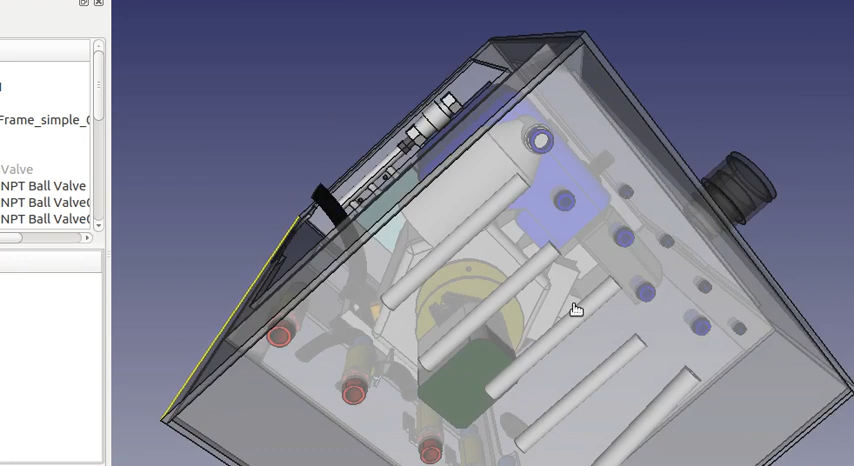 Frame_simple_
Valve
NPT Ball Valve
NPT Ball Valve
NPT Ball Valve